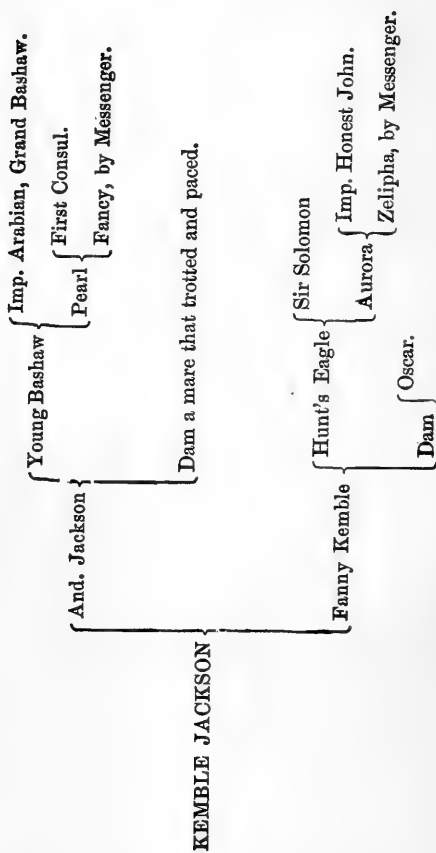 Imp. Arabian, Grand Bashaw.
Young Bashaw
First Consul.
Pearl
Fancy, by Messenger.
And. Jackson
Dam a mare that trotted and paced.
KEMBLE JACKSON
Sir Solomon
Hunt's Eagle
Imp. Honest John.
Aurora
Zelipha, by Messenger.
Fanny Kemble
Oscar.
Dam